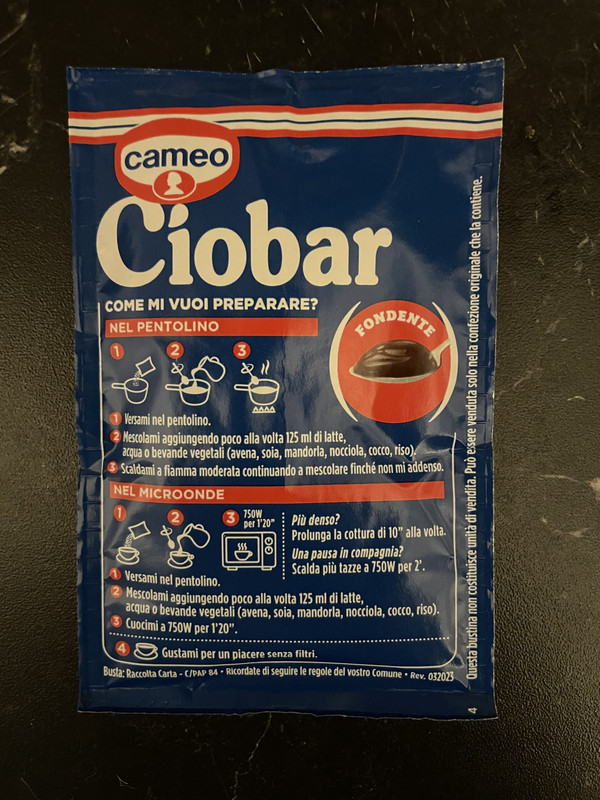 cameo
Ciobar
COME MI VUOI PREPARARE?
NEL PENTOLINO
FONDENTE
1
2
3
1 Versami nel pentolino.
2 Mescolami aggiungendo poco alla volta 125 ml di latte,
acqua o bevande vegetali (avena, soia, mandorla, nocciola, cocco, riso).
3 Scaldami a fiamma moderata continuando a mescolare finché non mi addenso.
NEL MICROONDE
1
2
3 750W
per 1'20"
Più denso?
Prolunga la cottura di 10" alla volta.
Una pausa in compagnia?
Scalda più tazze a 750W per 2'.
1 Versami nel pentolino.
2 Mescolami aggiungendo poco alla volta 125 ml di latte,
acqua o bevande vegetali (avena, soia, mandorla, nocciola, cocco, riso).
3 Cuocimi a 750W per 1'20".
4 Gustami per un piacere senza filtri.
Busta: Raccolta Carta - C/PAP 84 • Ricordate di seguire le regole del vostro Comune • Rev. 032023
Questa bustina non costituisce unità di vendita. Può essere venduta solo nella confezione originale che la contiene.
4